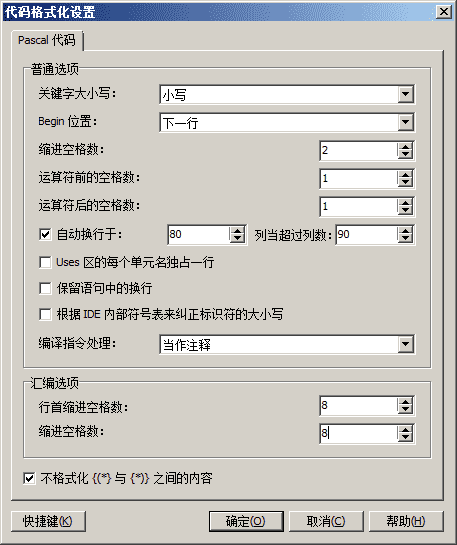 代码格式化设置
Pascal 代码
普通选项
关键字大小写： 小写
Begin 位置： 下一行
缩进空格数： 2
运算符前的空格数： 1
运算符后的空格数： 1
自动换行于： 80 列当超过列数： 90
Uses 区的每个单元名独占一行
保留语句中的换行
根据 IDE 内部符号表来纠正标识符的大小写
编译指令处理： 当作注释
汇编选项
行首缩进空格数： 8
缩进空格数： 8
不格式化 {(*} 与 {*)} 之间的内容
快捷键(K) 确定(O) 取消(C) 帮助(H)